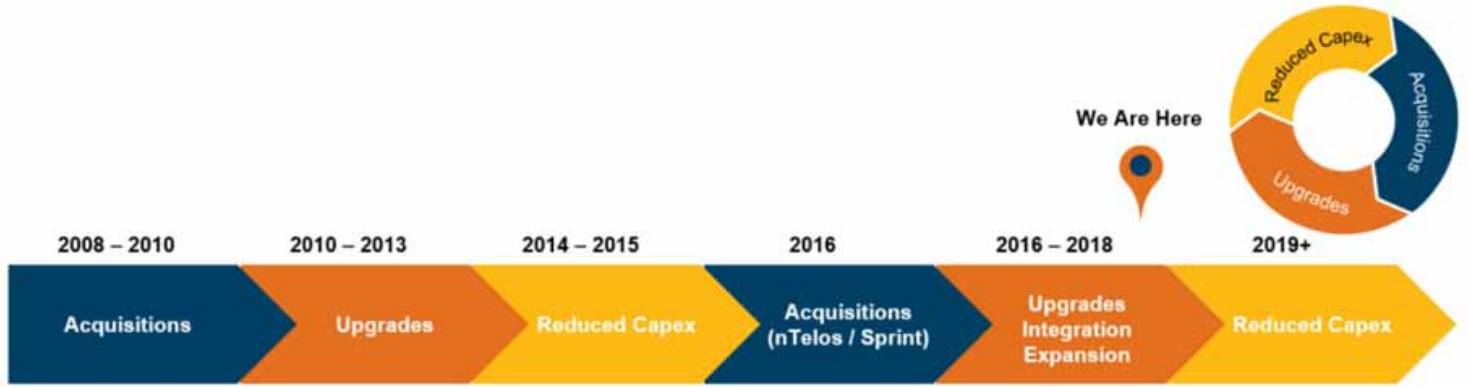 Reduced Capex
Acquisitions
Upgrades
We Are Here
2008 – 2010
2010 – 2013
2014 – 2015
2016
2016 – 2018
2019+
Acquisitions
Upgrades
Reduced Capex
Acquisitions
(nTelos / Sprint)
Upgrades
Integration
Expansion
Reduced Capex